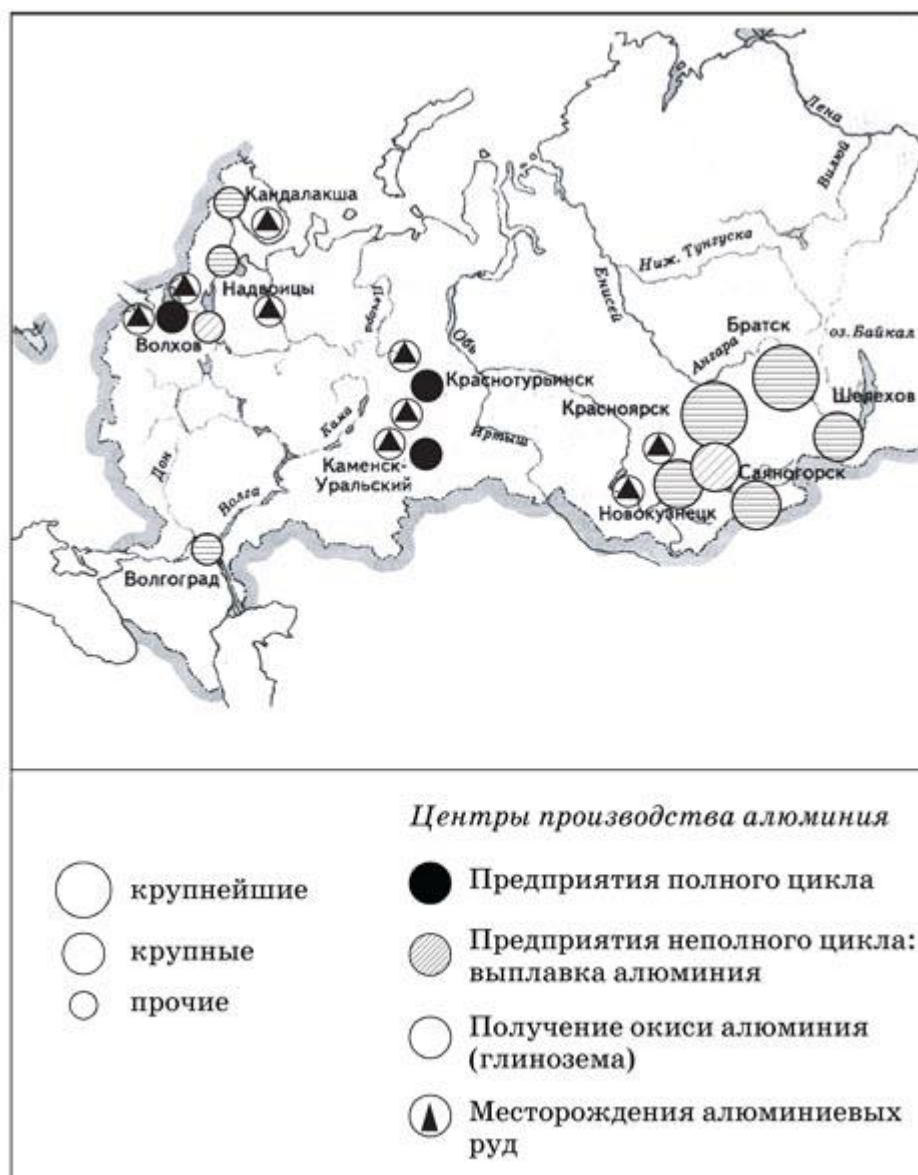 Лена
Вилюй
Кандалакша
Ниж. Тунгуска
Енисей
Надвоицы
Печора
Обь
Братск
оз. Байкал
Ангара
Волхов
Краснотурьинск
Шелехов
Красноярск
Кама
Иртыш
Дон
Каменск-
Уральский
Саяногорск
Волга
Новокузнецк
Волгоград
Центры производства алюминия
крупнейшие
крупные
прочие
Предприятия полного цикла
Предприятия неполного цикла:
выплавка алюминия
Получение окиси алюминия
(глинозема)
Месторождения алюминиевых
руд